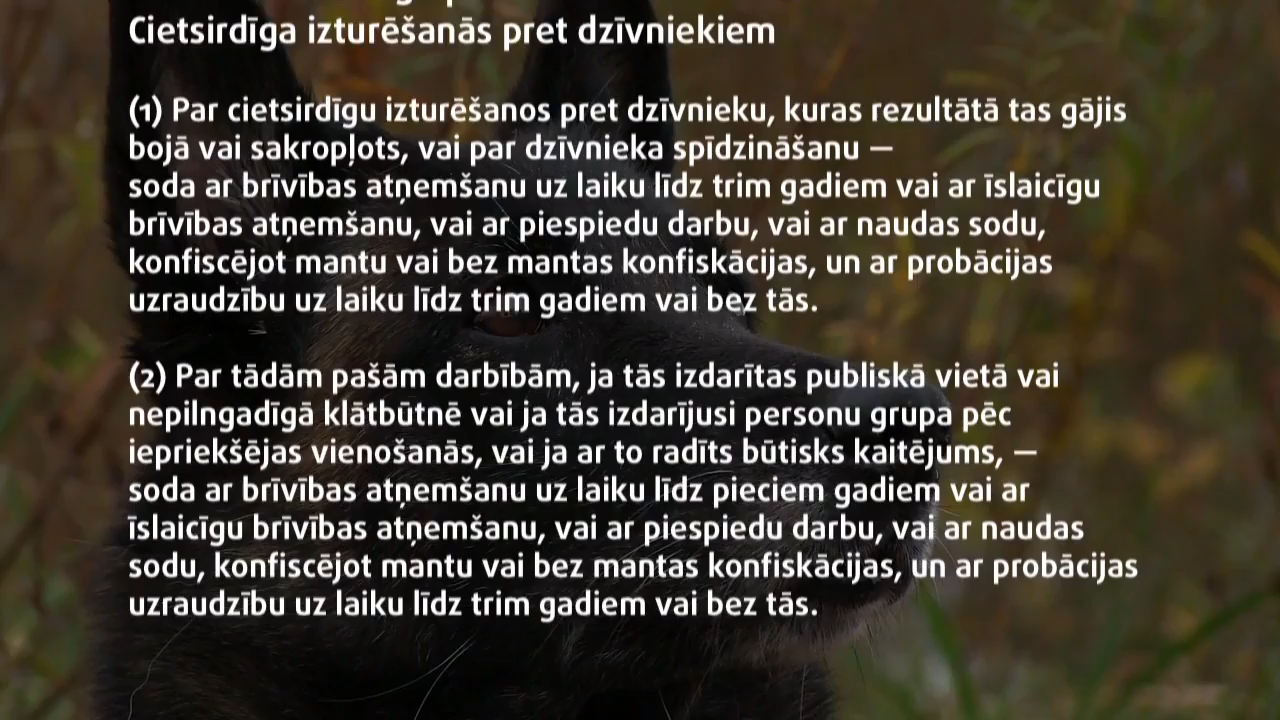 Cietsirdīga izturēšanās pret dzīvniekiem
(1) Par cietsirdīgu izturēšanos pret dzīvnieku, kuras rezultātā tas gājis
bojā vai sakropļots, vai par dzīvnieka spīdzināšanu —
soda ar brīvības atņemšanu uz laiku līdz trim gadiem vai ar īslaicīgu
brīvības atņemšanu, vai ar piespiedu darbu, vai ar naudas sodu,
konfiscējot mantu vai bez mantas konfiskācijas, un ar probācijas
uzraudzību uz laiku līdz trim gadiem vai bez tās.
(2) Par tādām pašām darbībām, ja tās izdarītas publiskā vietā vai
nepilngadīgā klātbūtnē vai ja tās izdarījusi personu grupa pēc
iepriekšējas vienošanās, vai ja ar to radīts būtisks kaitējums, —
soda ar brīvības atņemšanu uz laiku līdz pieciem gadiem vai ar
īslaicīgu brīvības atņemšanu, vai ar piespiedu darbu, vai ar naudas
sodu, konfiscējot mantu vai bez mantas konfiskācijas, un ar probācijas
uzraudzību uz laiku līdz trim gadiem vai bez tās.